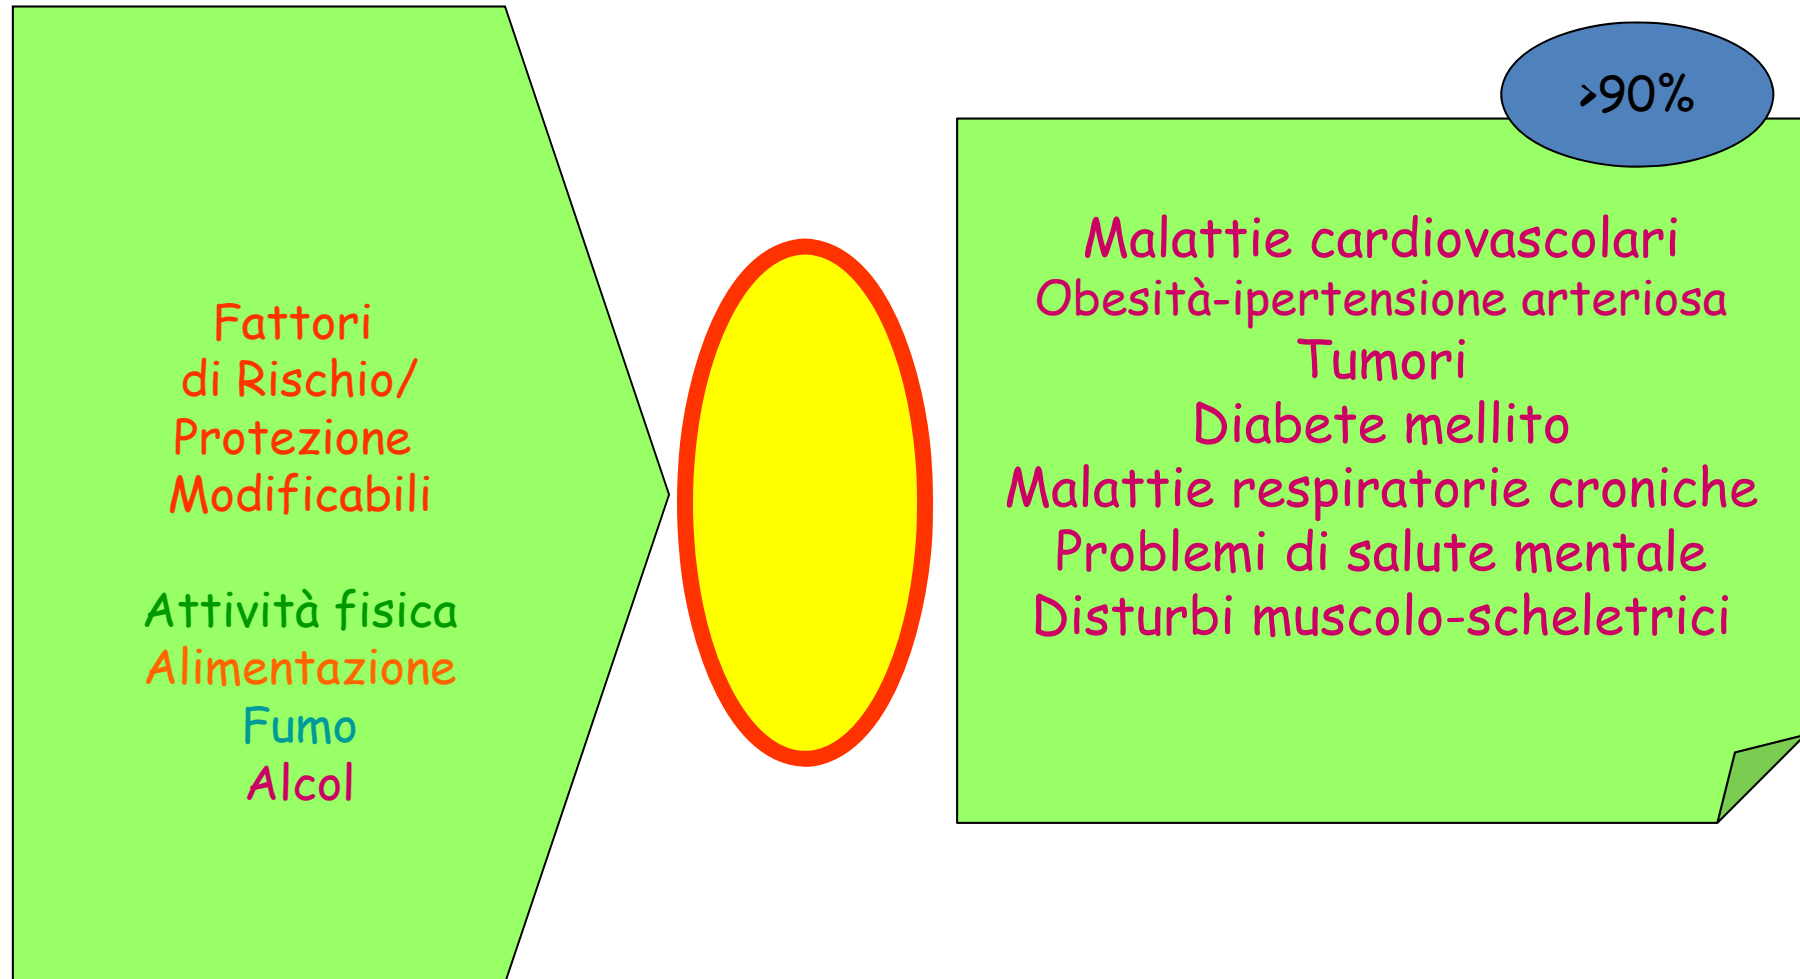 Fattori
di Rischio/
Protezione
Modificabili
Attività fisica
Alimentazione
Fumo
Alcol
>90%
Malattie cardiovascolari
Obesità-ipertensione arteriosa
Tumori
Diabete mellito
Malattie respiratorie croniche
Problemi di salute mentale
Disturbi muscolo-scheletrici